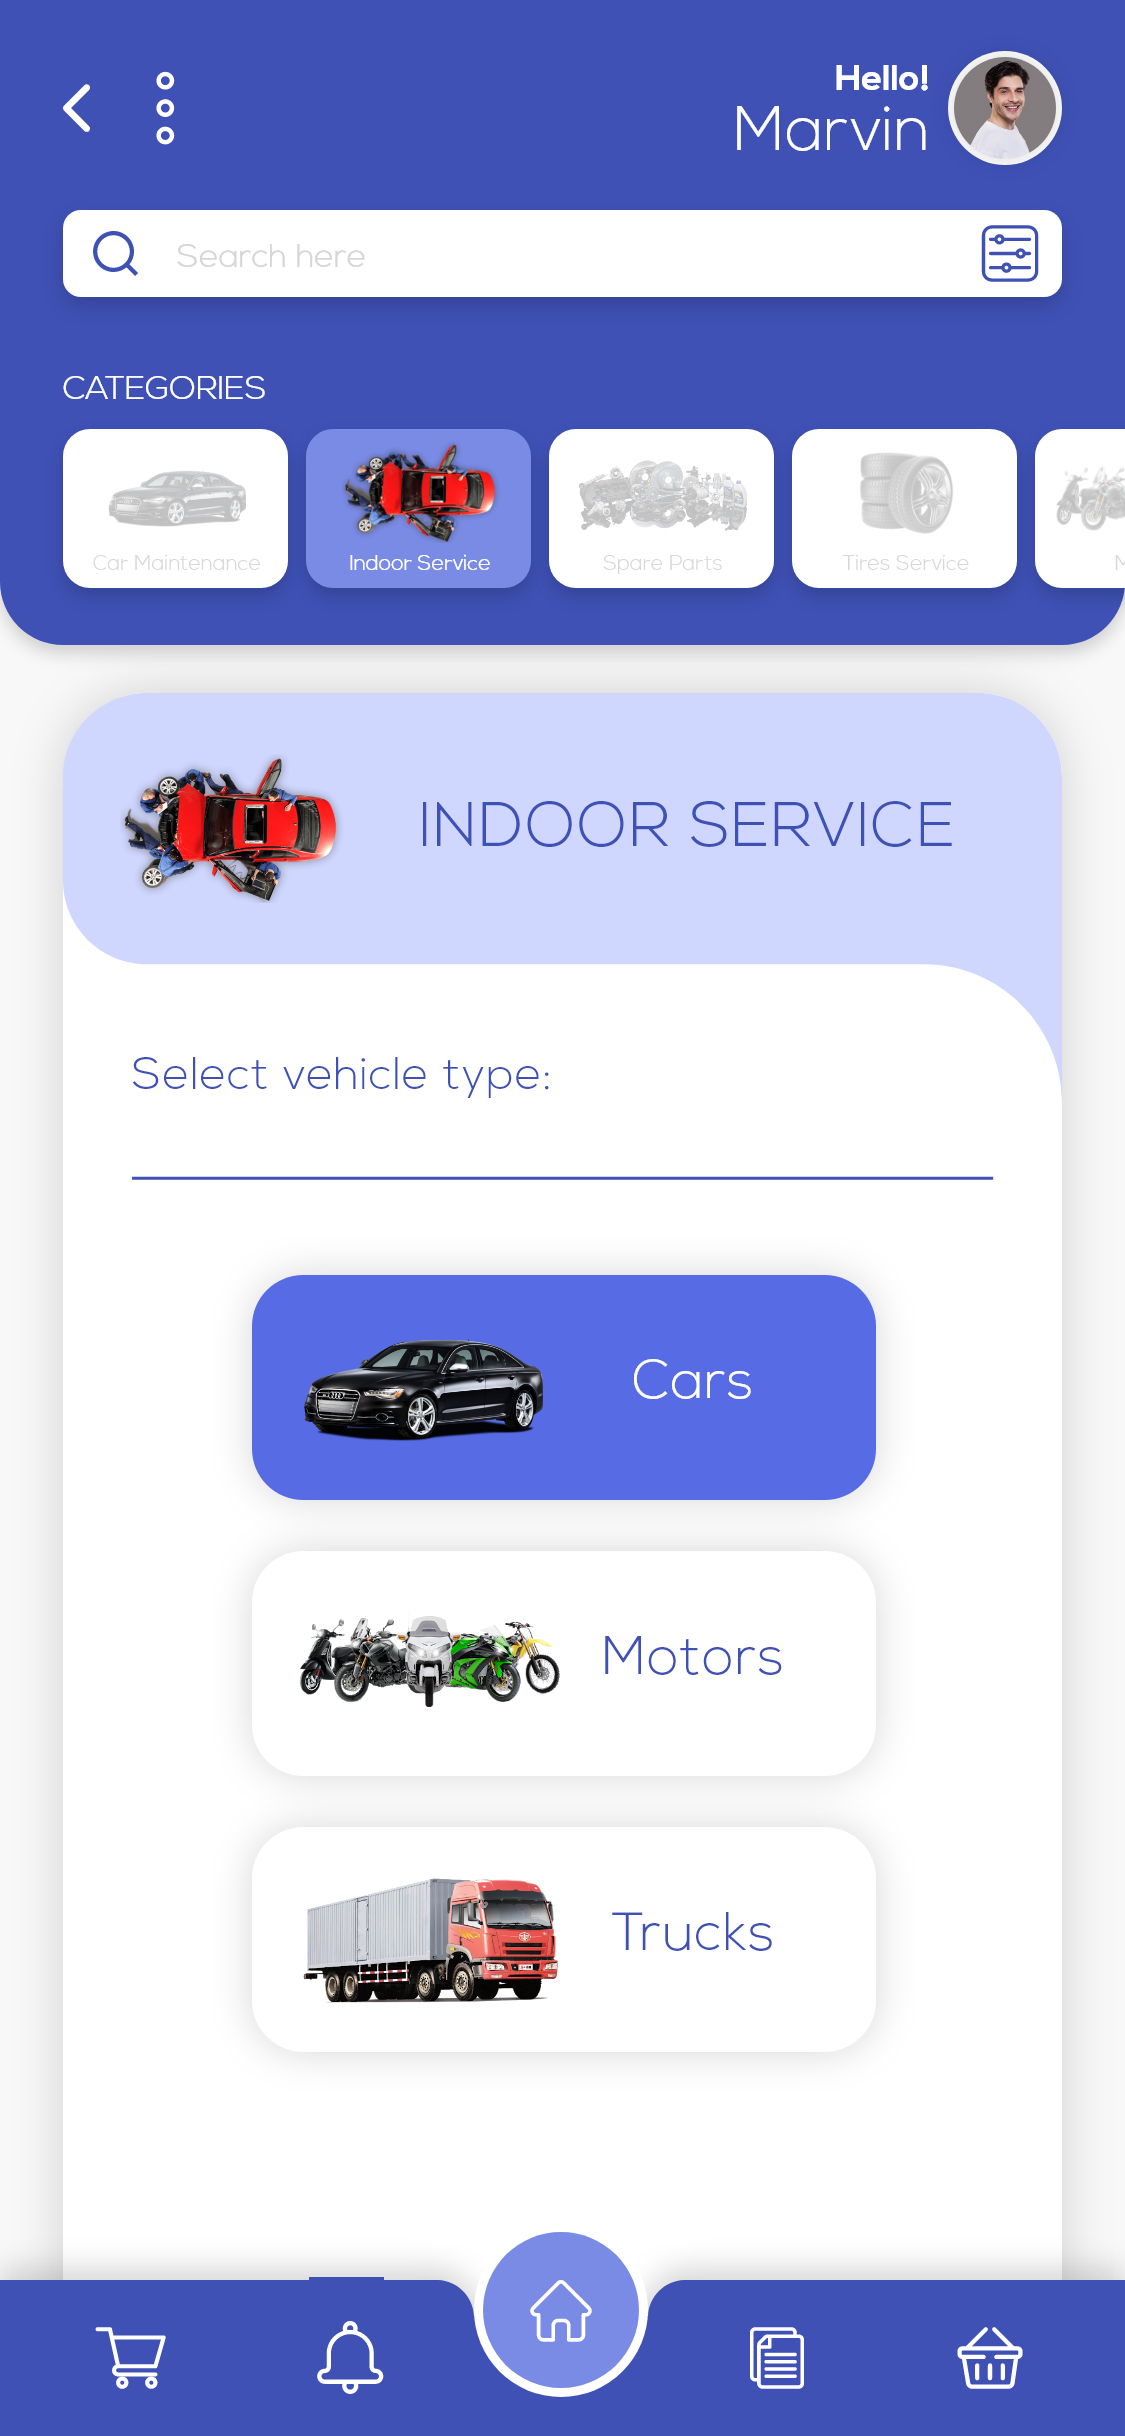 Hello!
Marvin
Search here
CATEGORIES
Car Maintenance
Indoor Service
Spare Parts
Tires Service
M
INDOOR SERVICE
Select vehicle type:
Cars
Motors
Trucks